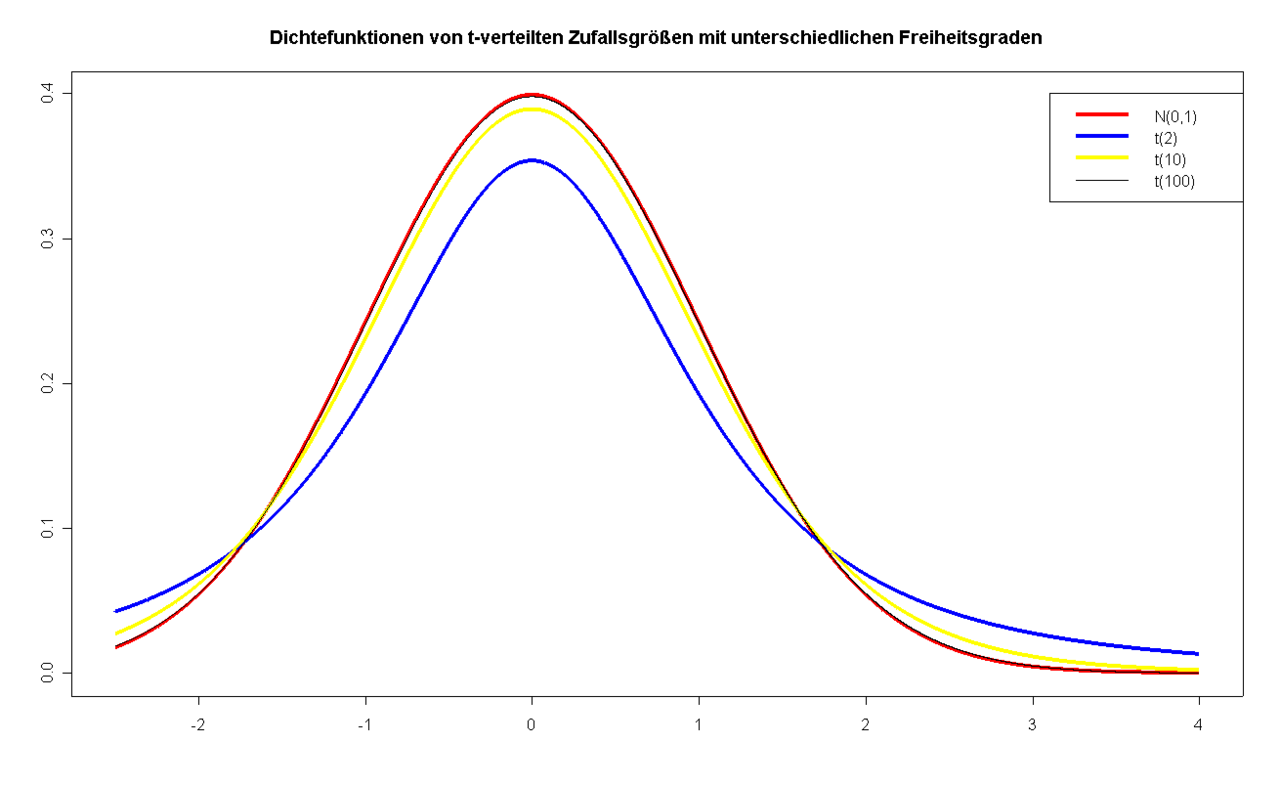 Dichtefunktionen von t-verteilten Zufallsgrößen mit unterschiedlichen Freiheitsgraden
N(0,1)
t(2)
t(10)
t(100)
0.4
0.3
0.2
0.1
0.0
-2 -1 0 1 2 3 4